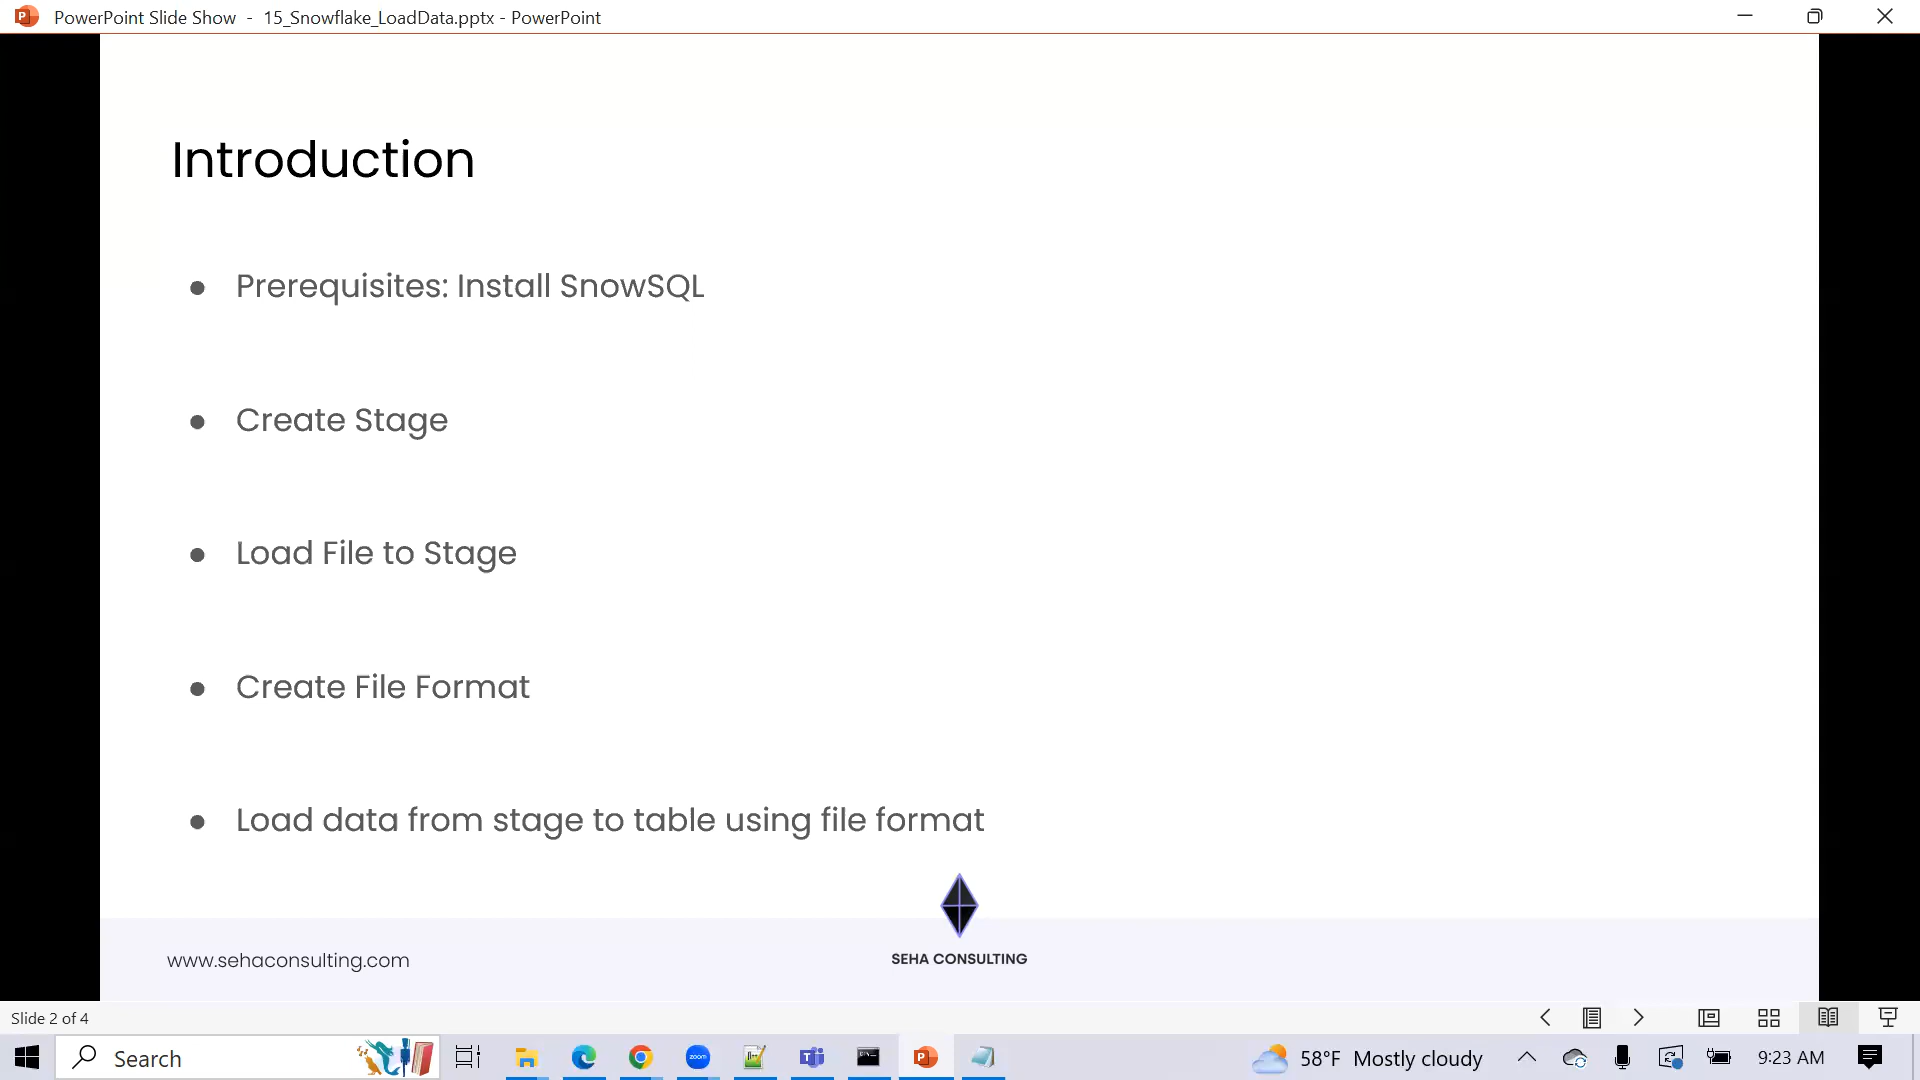 PowerPoint Slide Show - 15_Snowflake_LoadData.pptx - PowerPoint
Introduction
● Prerequisites: Install SnowSQL
● Create Stage
● Load File to Stage
● Create File Format
● Load data from stage to table using file format
www.sehaconsulting.com
SEHA CONSULTING
Slide 2 of 4
Search
zoom
58°F Mostly cloudy
9:23 AM